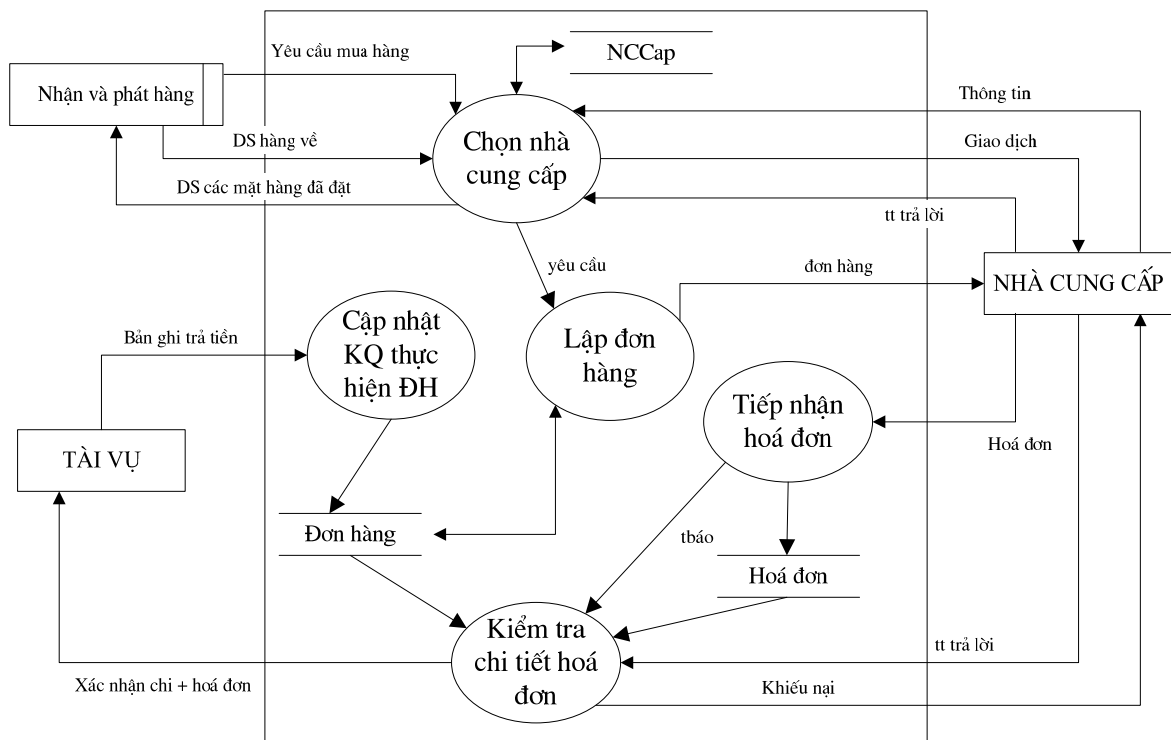 Yêu cầu mua hàng
NCCap
Nhận và phát hàng
Thông tin
DS hàng về
Chọn nhà
cung cấp
Giao dịch
DS các mặt hàng đã đặt
tt trả lời
yêu cầu
đơn hàng
NHÀ CUNG CẤP
Bản ghi trả tiền
Cập nhật
KQ thực
hiện ĐH
Lập đơn
hàng
Tiếp nhận
hoá đơn
Hoá đơn
TÀI VỤ
Đơn hàng
tbáo
Hoá đơn
Kiểm tra
chi tiết hoá
đơn
tt trả lời
Xác nhận chi + hoá đơn
Khiếu nại